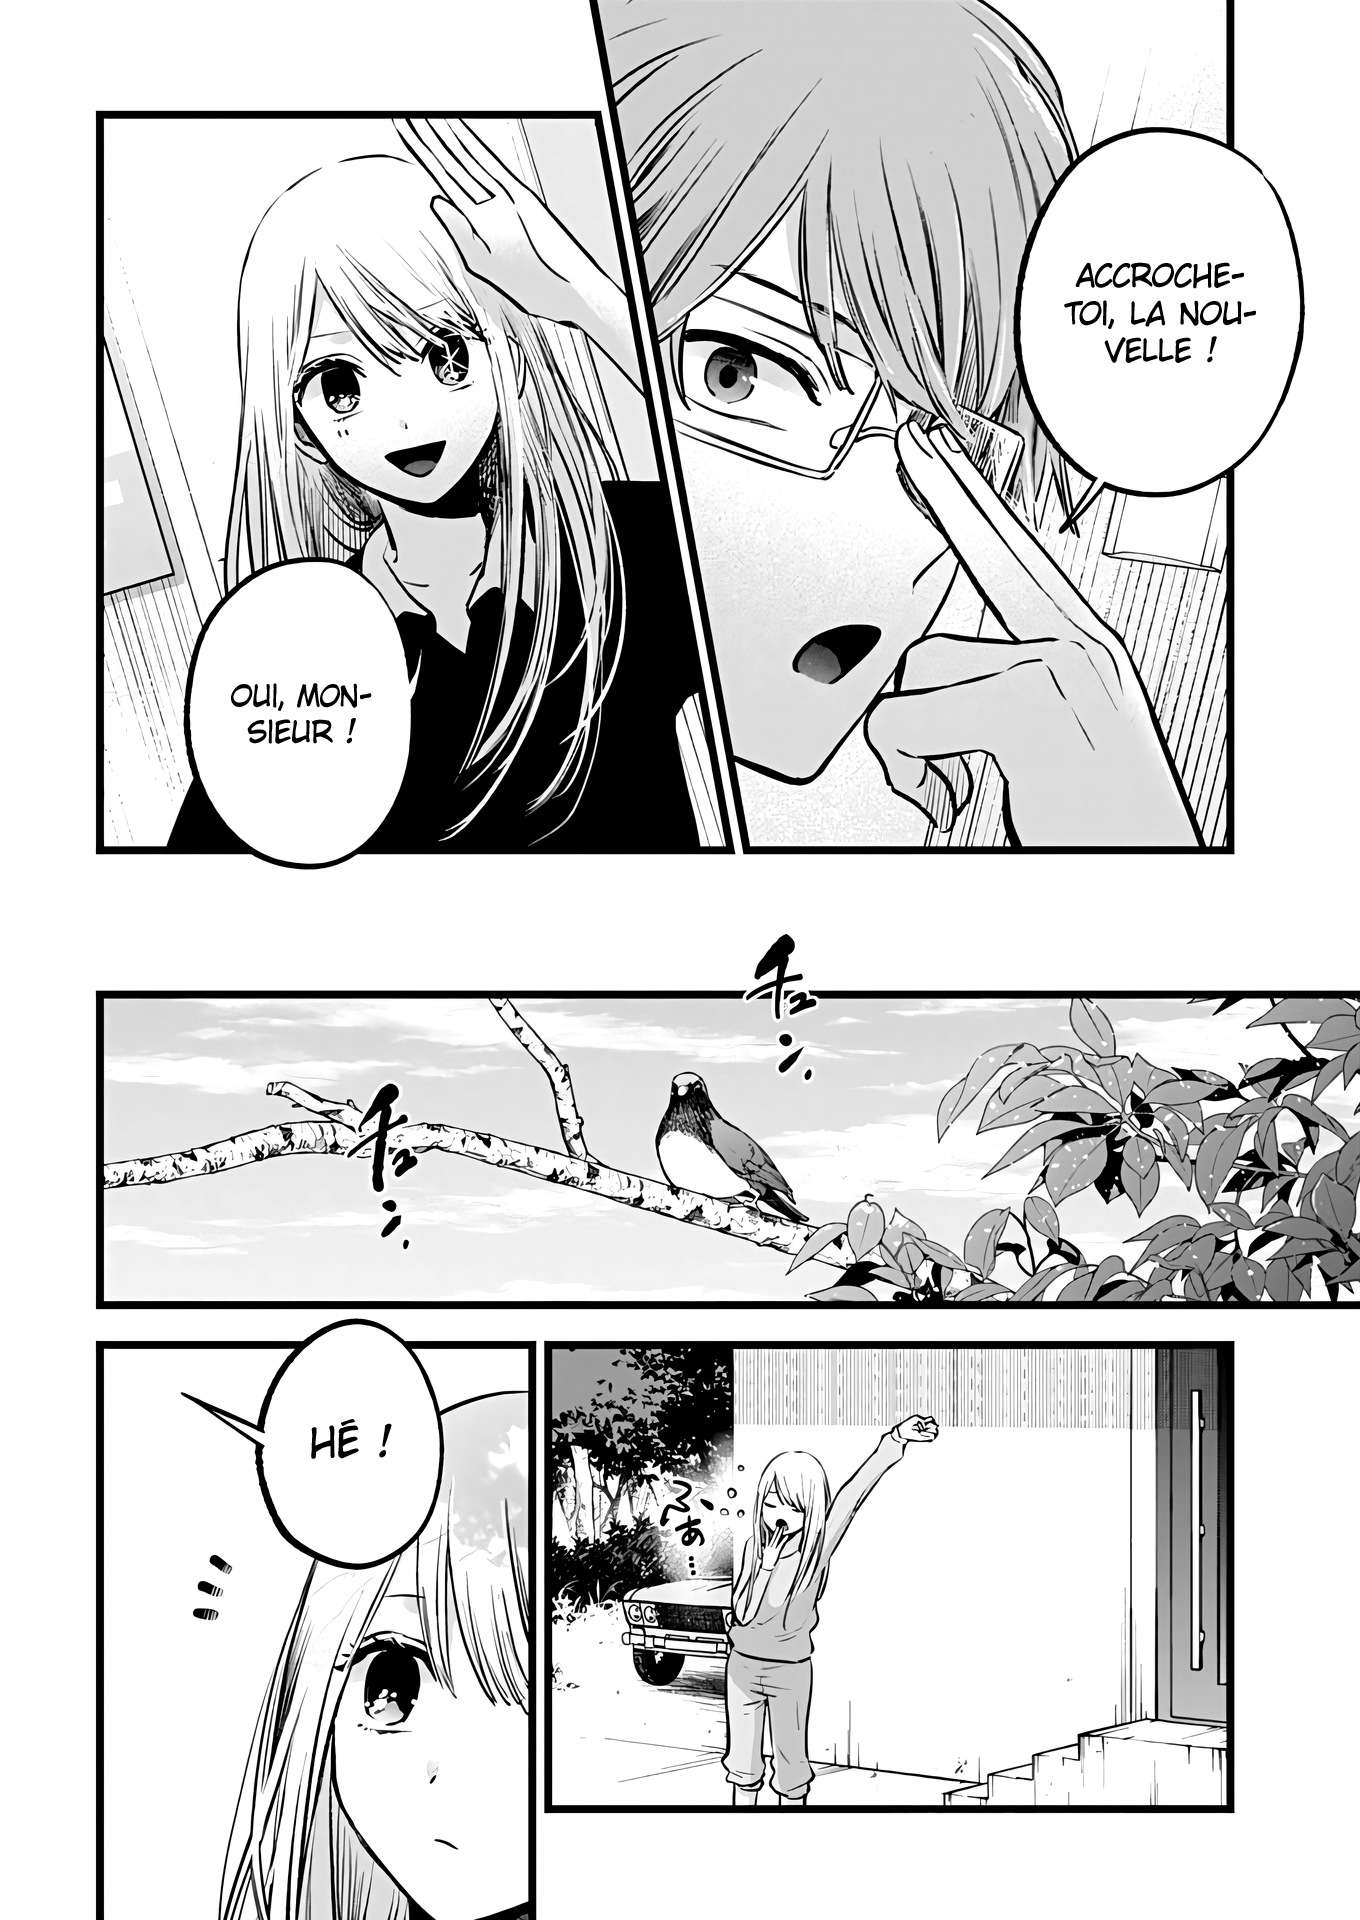 ACCROCHE-
TOI, LA NOU-
VELLE !
OUI, MON-
SIEUR !
チュ
ン.
チュ
ン.
ふぁ…
HÉ !